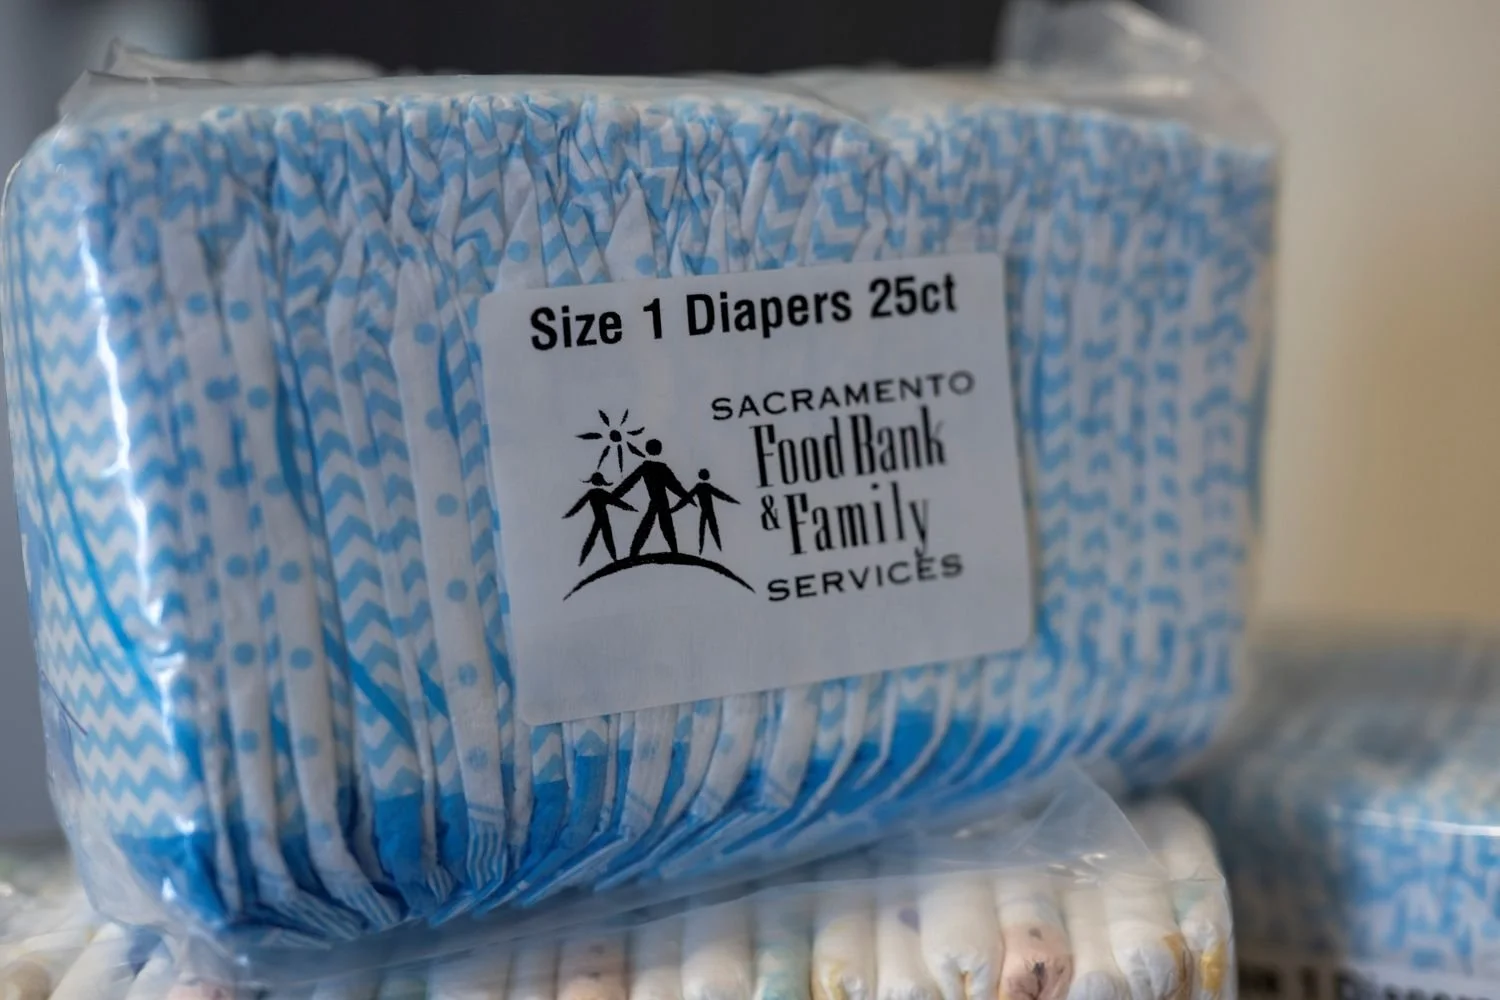 Size 1 Diapers 25ct
SACRAMENTO
Food Bank
& Family
SERVICES